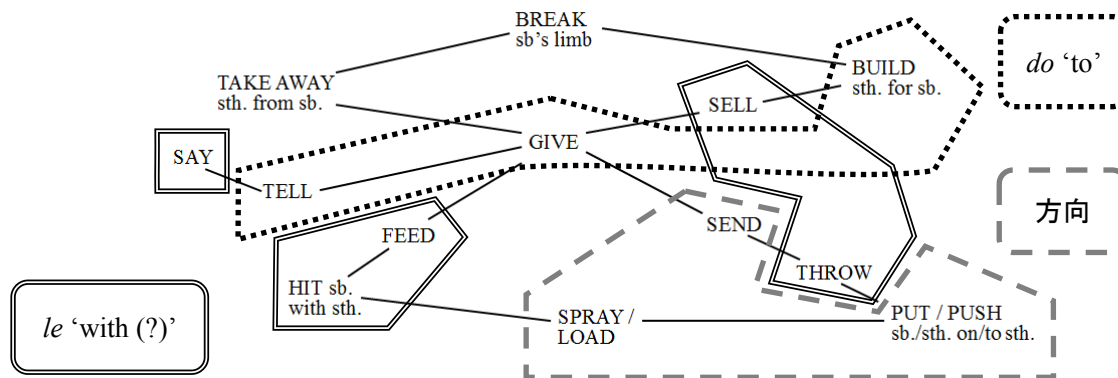 BREAK
sb's limb
do 'to'
TAKE AWAY
sth. from sb.
BUILD
sth. for sb.
SELL
GIVE
SAY
TELL
方向
SEND
FEED
THROW
HIT sb.
with sth.
le 'with (?)'
SPRAY /
LOAD
PUT / PUSH
sb./sth. on/to sth.